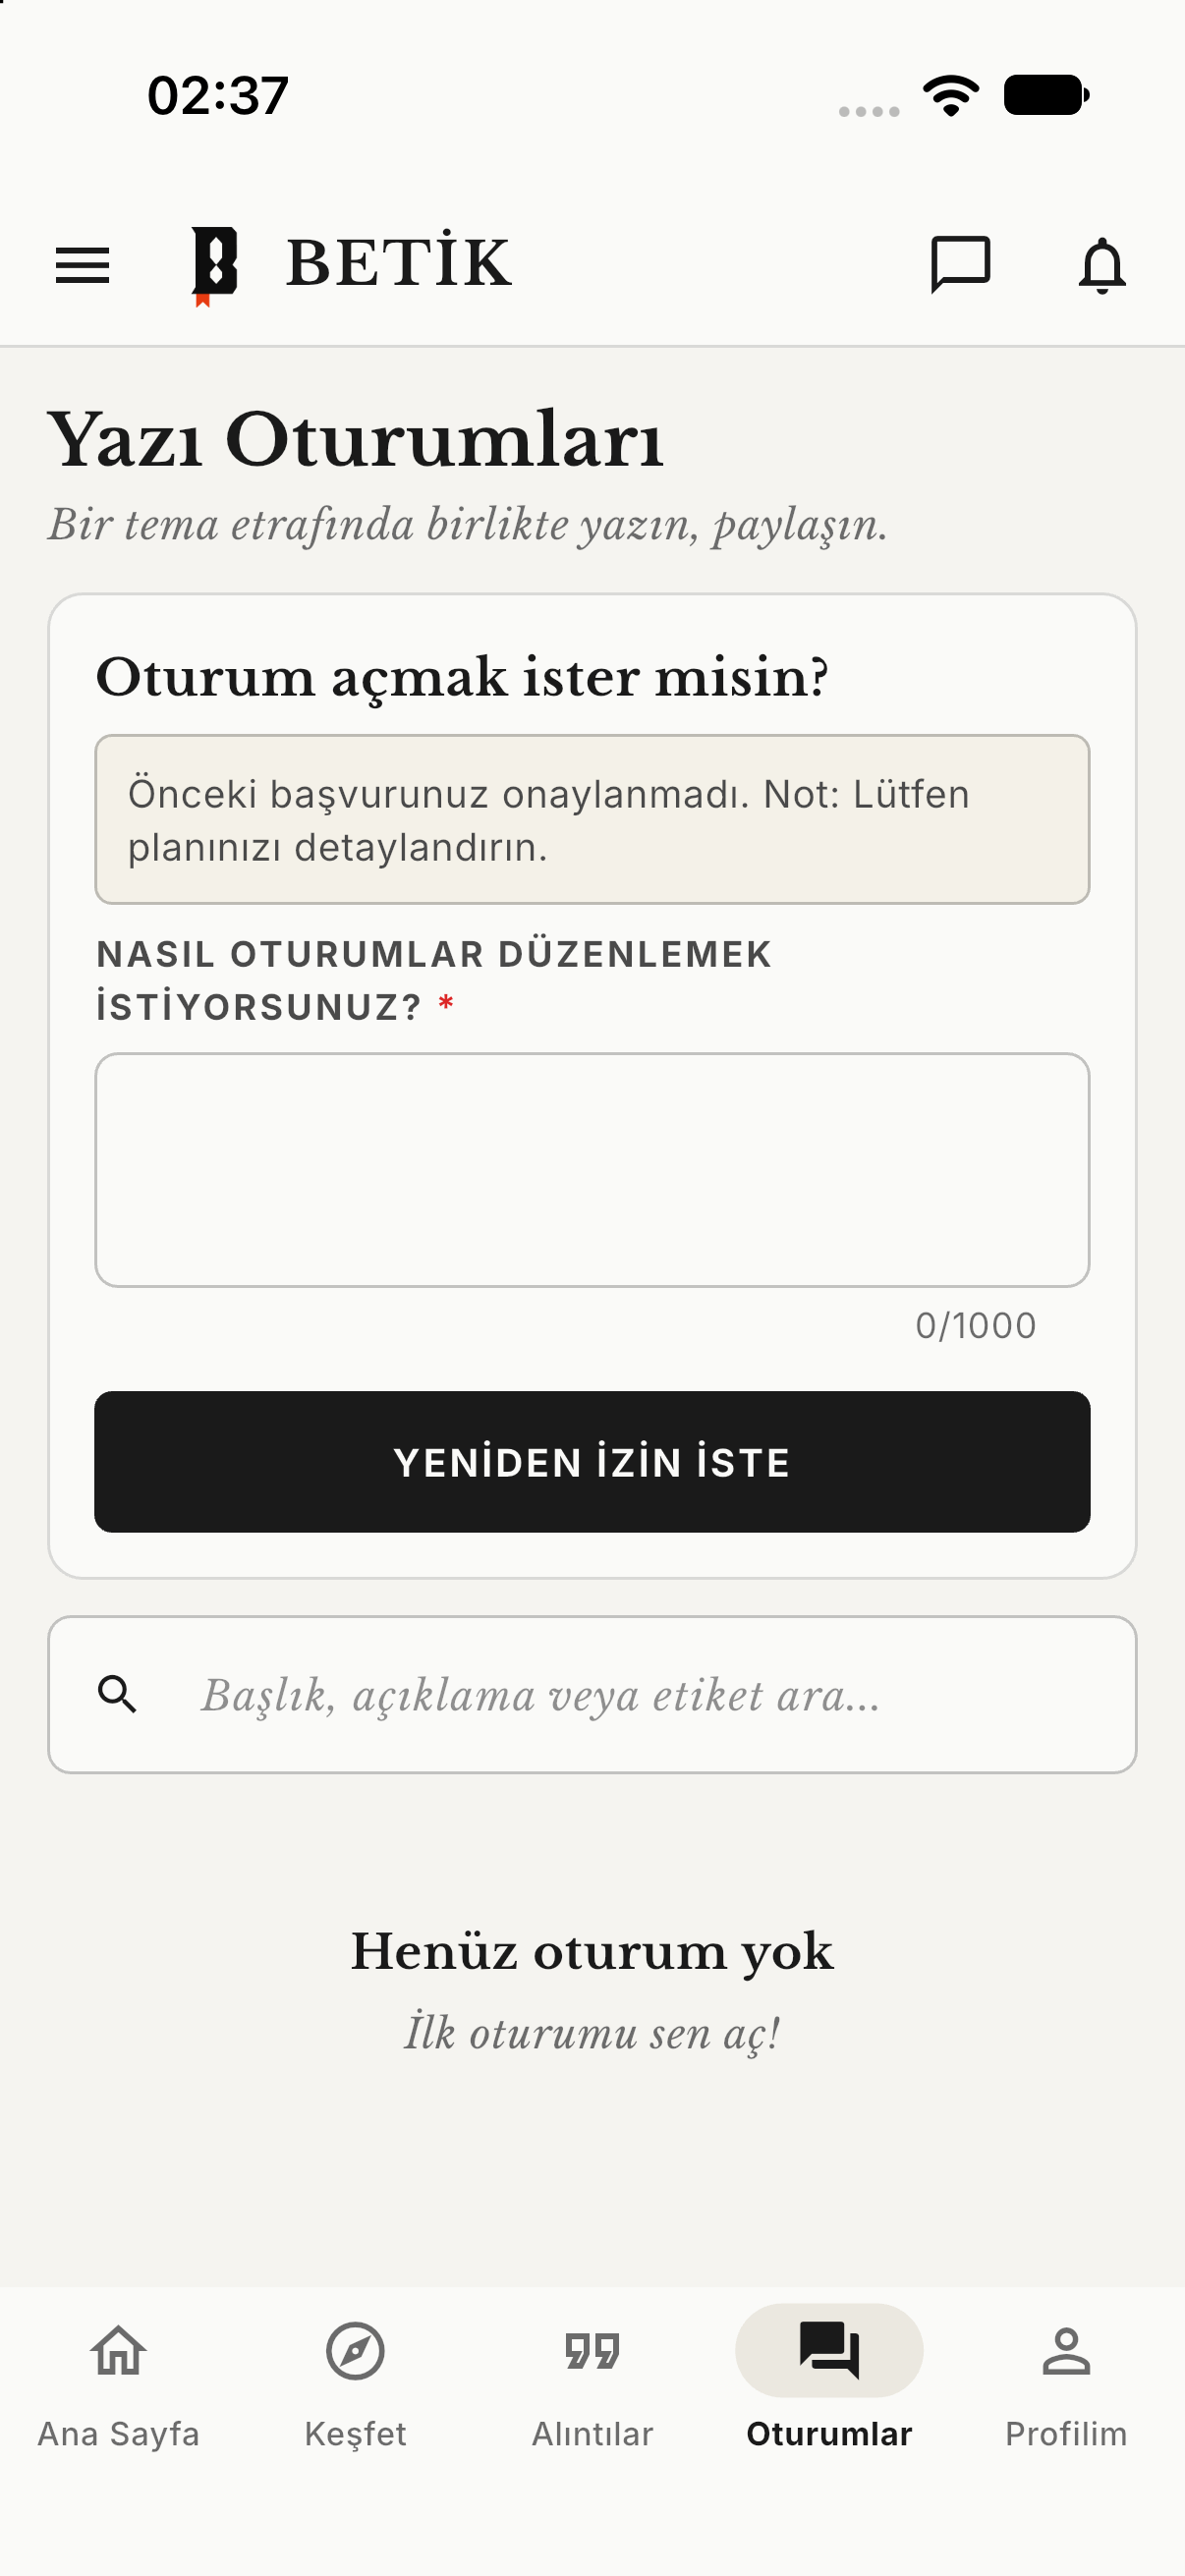 02:37
BETİK
Yazı Oturumları
Bir tema etrafında birlikte yazın, paylaşın.
Oturum açmak ister misin?
Önceki başvurunuz onaylanmadı. Not: Lütfen
planınızı detaylandırın.
NASIL OTURUMLAR DÜZENLEMEK
İSTİYORSUNUZ? *
0/1000
YENİDEN İZİN İSTE
Başlık, açıklama veya etiket ara...
Henüz oturum yok
İlk oturumu sen aç!
Ana Sayfa
Keşfet
Alıntılar
Oturumlar
Profilim